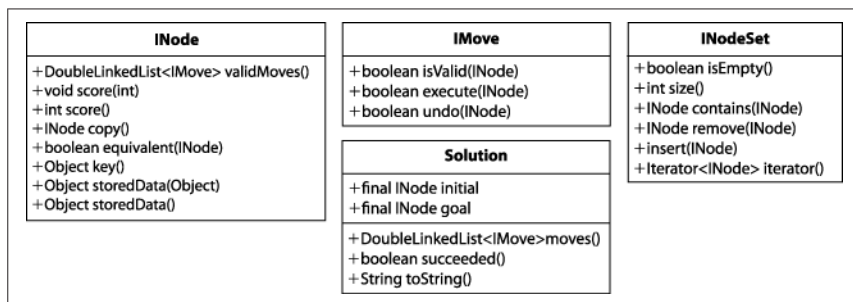 INode
+DoubleLinkedList<IMove> validMoves()
+void score(int)
+int score()
+INode copy()
+boolean equivalent(INode)
+Object key()
+Object storedData(Object)
+Object storedData()
IMove
+boolean isValid(INode)
+boolean execute(INode)
+boolean undo(INode)
Solution
+final INode initial
+final INode goal
+DoubleLinkedList<IMove>moves()
+boolean succeeded()
+String toString()
INodeSet
+boolean isEmpty()
+int size()
+INode contains(INode)
+INode remove(INode)
+insert(INode)
+Iterator<INode> iterator()